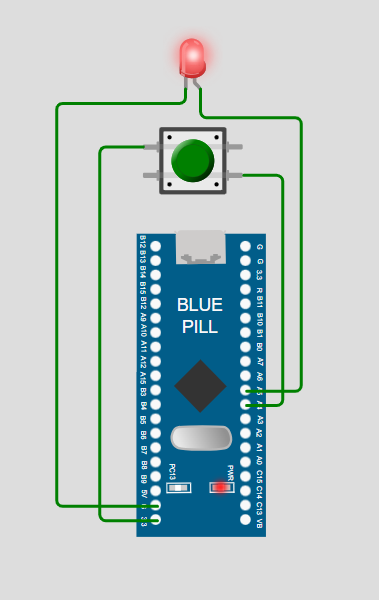 B12
B13
B14
B15
B12
A9
A10
A11
A12
A15
B3
B4
B5
B6
B7
B8
B9
5V
3.3
BLUE
PILL
PC13
PWR
G
G
3.3
R
B11
B10
B1
B0
A7
A6
A5
A4
A3
A2
A1
A0
C15
C14
C13
VB